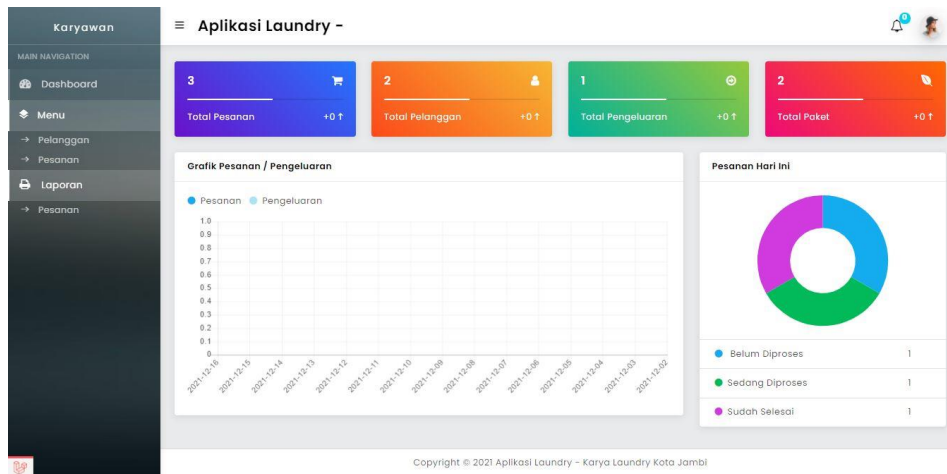 Karyawan
Aplikasi Laundry -
0
MAIN NAVIGATION
Dashboard
Menu
Pelanggan
Pesanan
Laporan
Pesanan
3
Total Pesanan +0
2
Total Pelanggan +0
1
Total Pengeluaran +0
2
Total Paket +0
Grafik Pesanan / Pengeluaran
Pesanan Pengeluaran
1.0
0.9
0.8
0.7
0.6
0.5
0.4
0.3
0.2
0.1
0
2021-12-16
2021-12-15
2021-12-14
2021-12-13
2021-12-12
2021-12-11
2021-12-10
2021-12-09
2021-12-08
2021-12-07
2021-12-06
2021-12-05
2021-12-04
2021-12-03
2021-12-02
Pesanan Hari Ini
Belum Diproses 1
Sedang Diproses 1
Sudah Selesai 1
Copyright © 2021 Aplikasi Laundry - Karya Laundry Kota Jambi